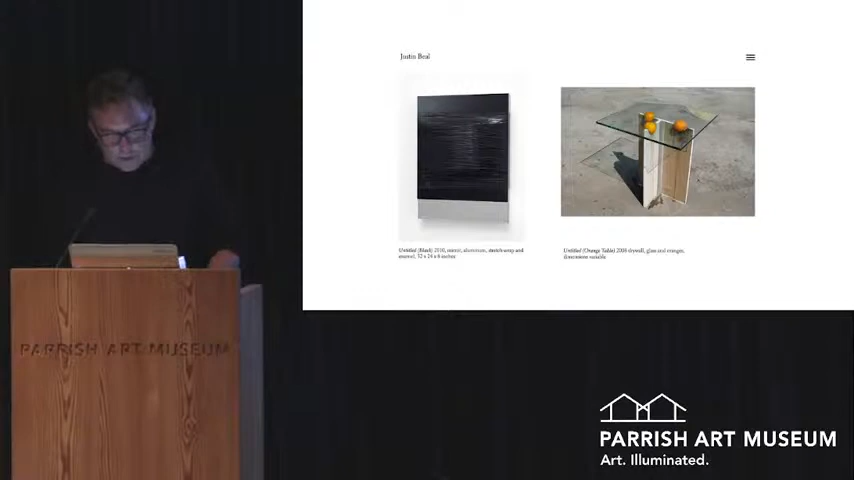 Justin Beal
Untitled (Black) 2010, mirror, aluminum, stretch-wrap and
enamel, 32 x 24 x 6 inches
Untitled (Orange Table) 2008 drywall, glass and oranges,
dimensions variable
PARRISH ART MUSEUM
PARRISH ART MUSEUM
Art. Illuminated.